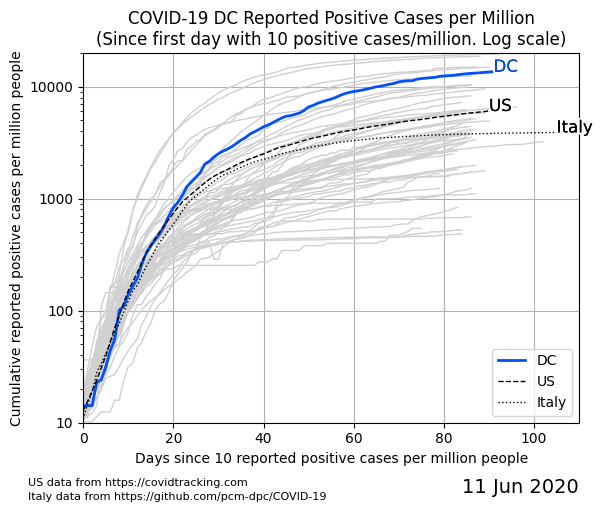 COVID-19 DC Reported Positive Cases per Million
(Since first day with 10 positive cases/million. Log scale)
Cumulative reported positive cases per million people
10000
1000
100
10
DC
US
Italy
DC
US
Italy
0
20
40
60
80
100
Days since 10 reported positive cases per million people
US data from https://covidtracking.com
Italy data from https://github.com/pcm-dpc/COVID-19
11 Jun 2020